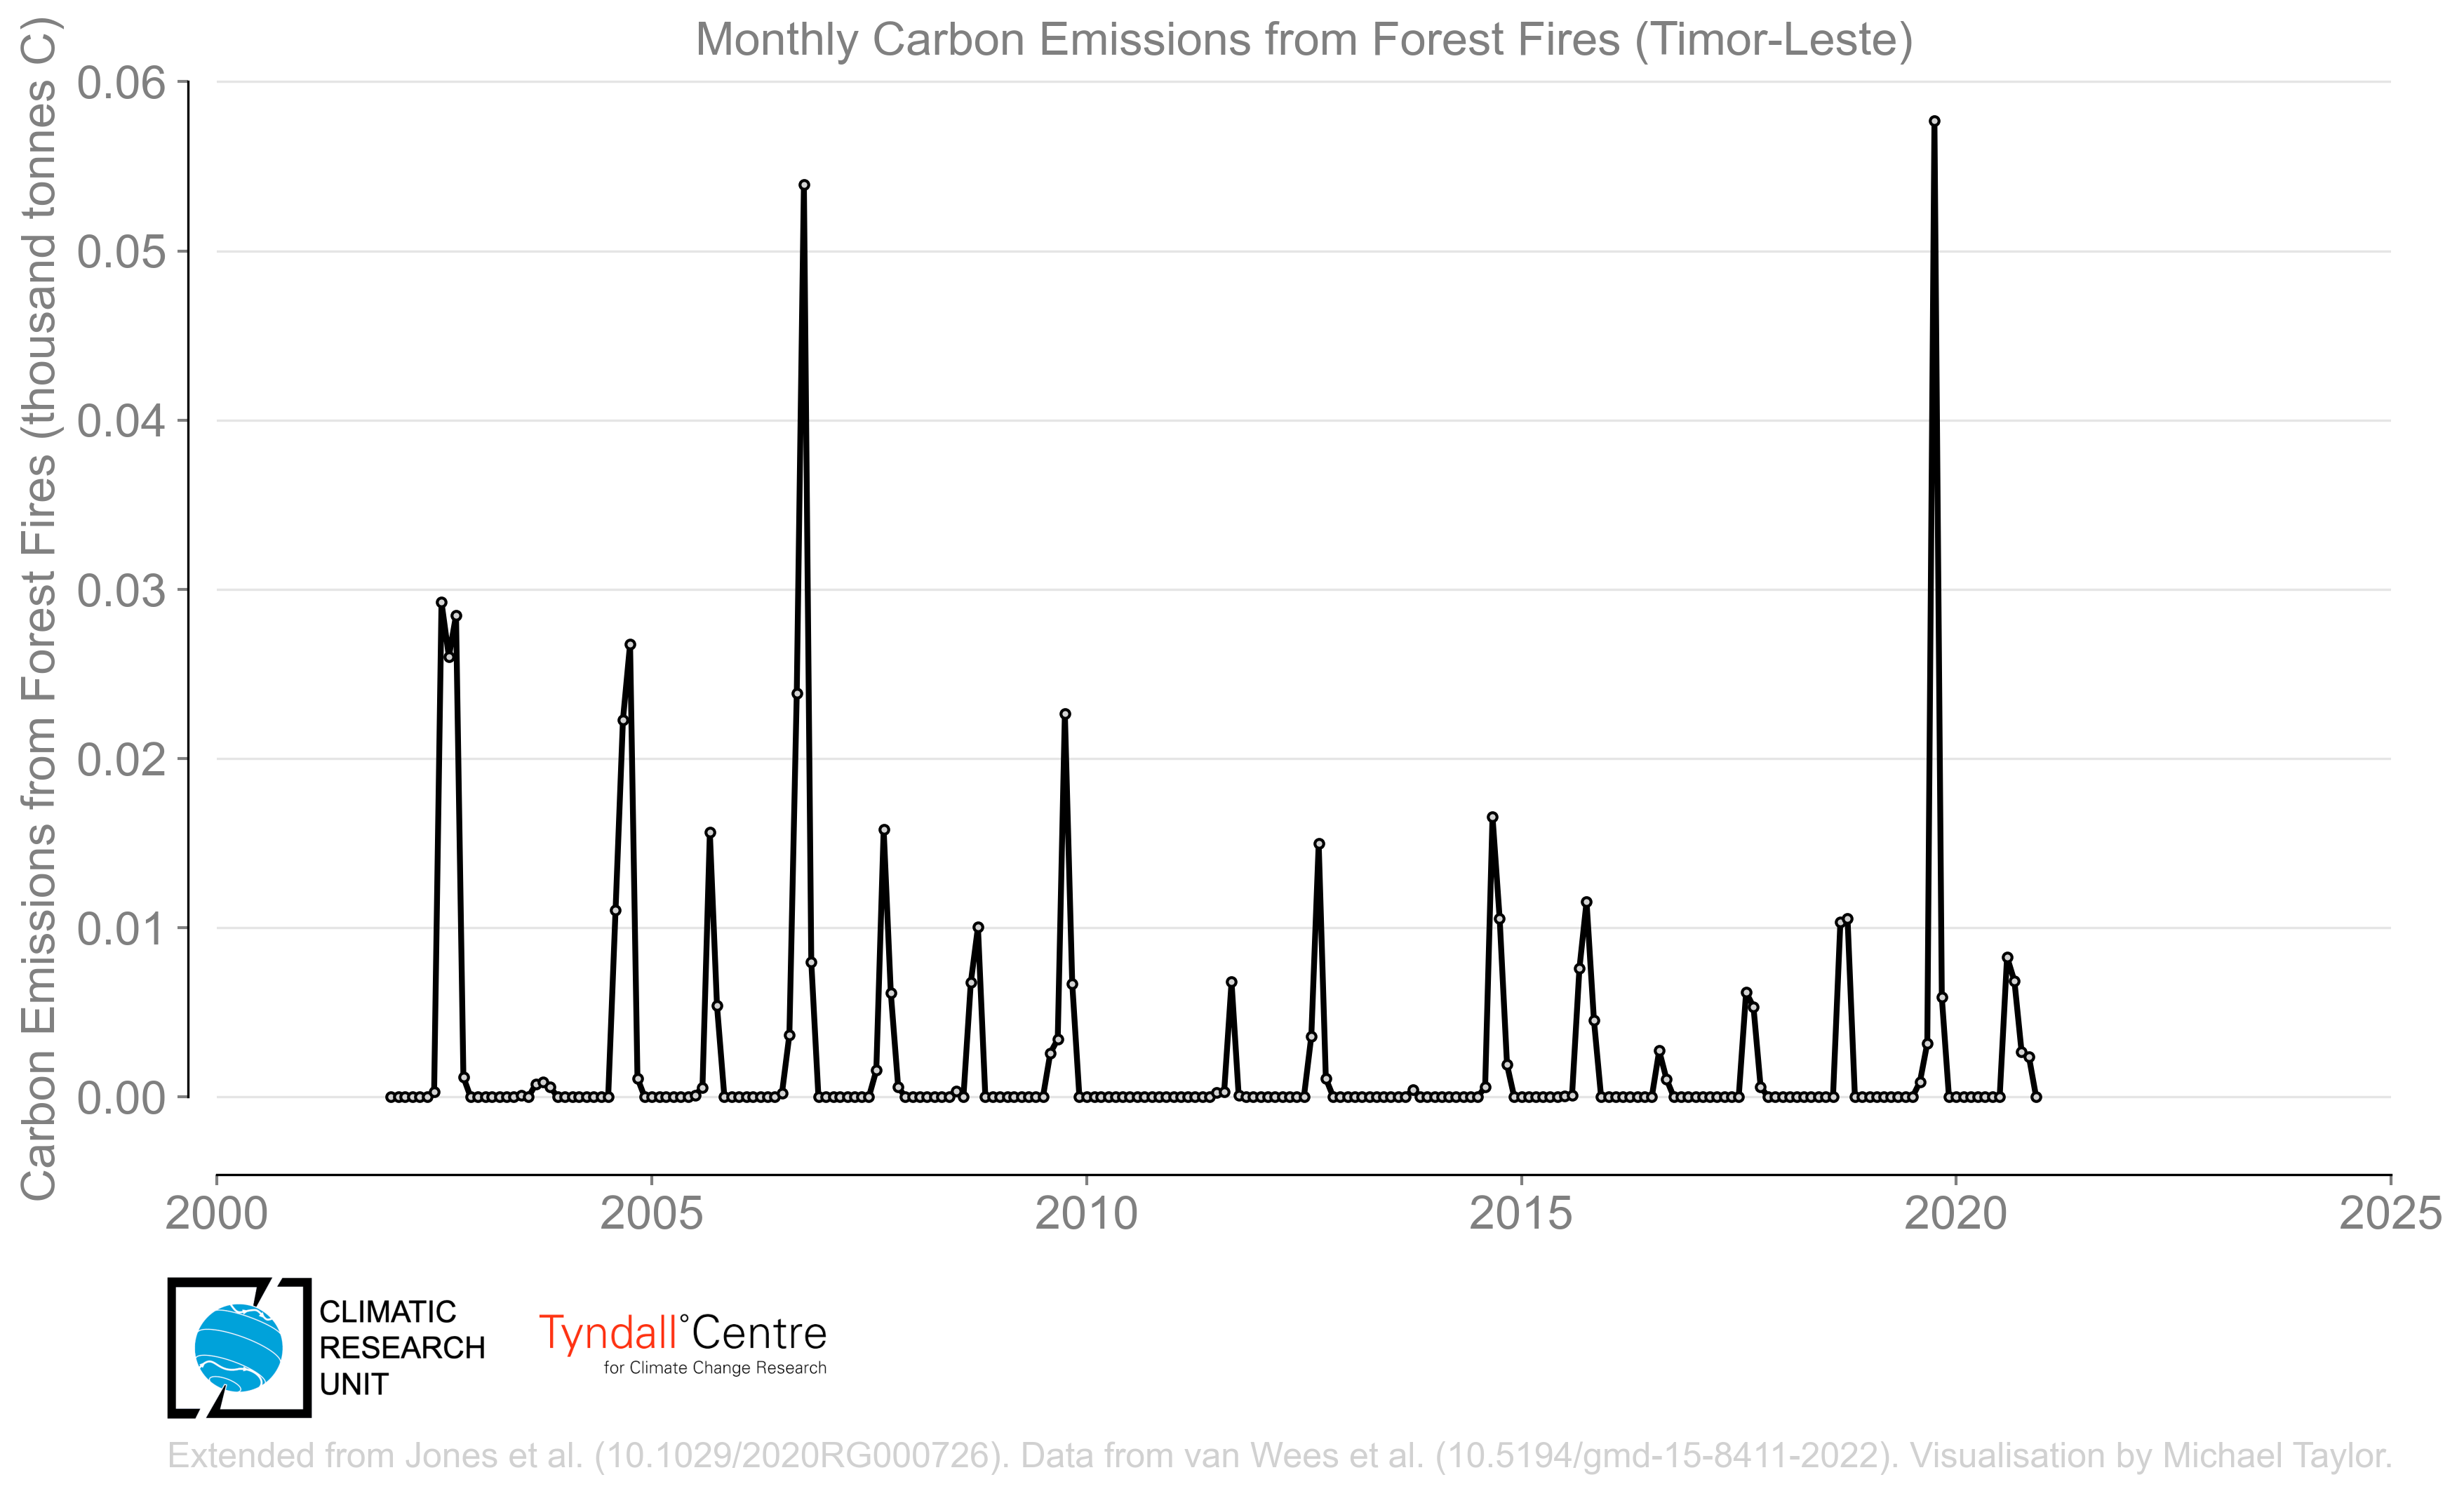 Monthly Carbon Emissions from Forest Fires (Timor-Leste)
Carbon Emissions from Forest Fires (thousand tonnes C)
0.06
0.05
0.04
0.03
0.02
0.01
0.00
2000 2005 2010 2015 2020 2025
CLIMATIC
RESEARCH
UNIT
Tyndall°Centre
for Climate Change Research
Extended from Jones et al. (10.1029/2020RG000726). Data from van Wees et al. (10.5194/gmd-15-8411-2022). Visualisation by Michael Taylor.